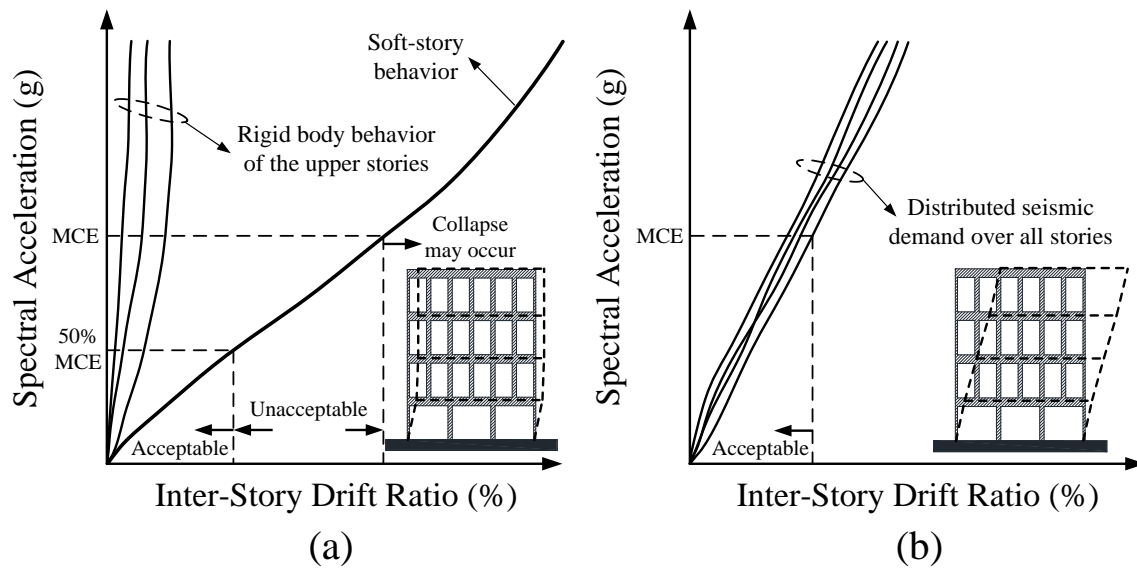 Spectral Acceleration (g)
Soft-story
behavior
Rigid body behavior
of the upper stories
MCE
Collapse
may occur
50%
MCE
Unacceptable
Acceptable
Inter-Story Drift Ratio (%)
(a)
Spectral Acceleration (g)
Distributed seismic
demand over all stories
MCE
Acceptable
Inter-Story Drift Ratio (%)
(b)